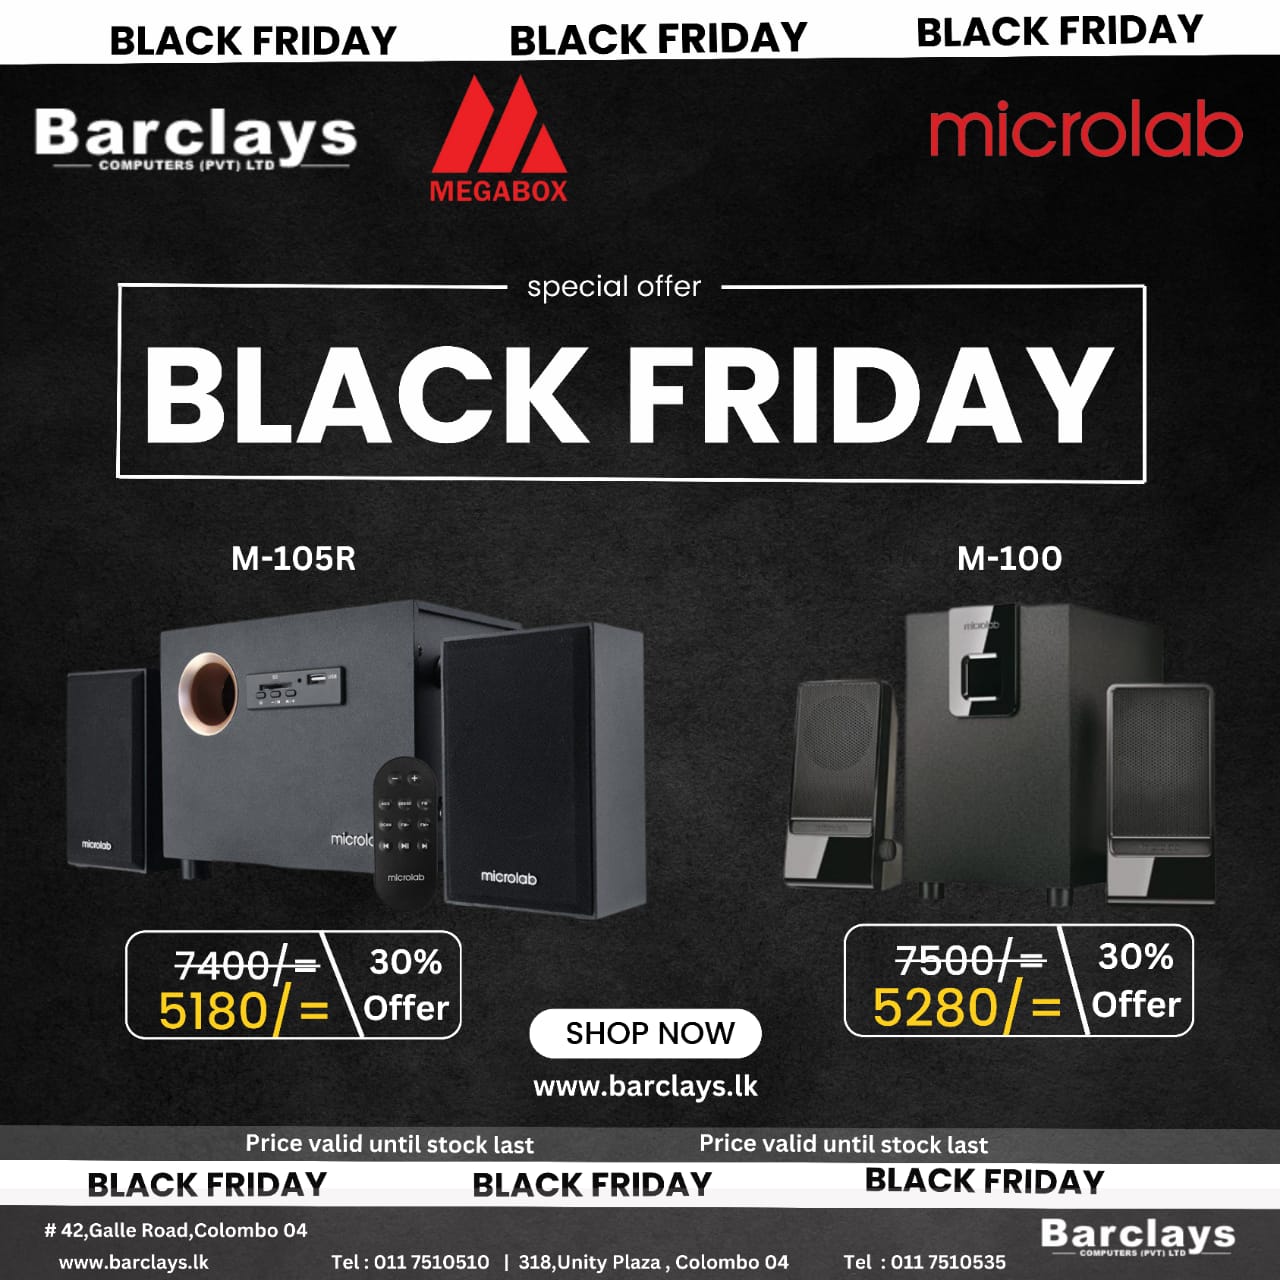 BLACK FRIDAY BLACK FRIDAY BLACK FRIDAY
Barclays
COMPUTERS (PVT) LTD
MEGABOX
microlab
special offer
BLACK FRIDAY
M-105R
M-100
microlab
SD
USB
microlab
microlab
microlab
microlab
7400/=
5180/=
30%
Offer
7500/=
5280/=
30%
Offer
SHOP NOW
www.barclays.lk
Price valid until stock last Price valid until stock last
BLACK FRIDAY BLACK FRIDAY BLACK FRIDAY
# 42,Galle Road,Colombo 04
www.barclays.lk Tel : 011 7510510 | 318,Unity Plaza , Colombo 04 Tel : 011 7510535
Barclays
COMPUTERS (PVT) LTD